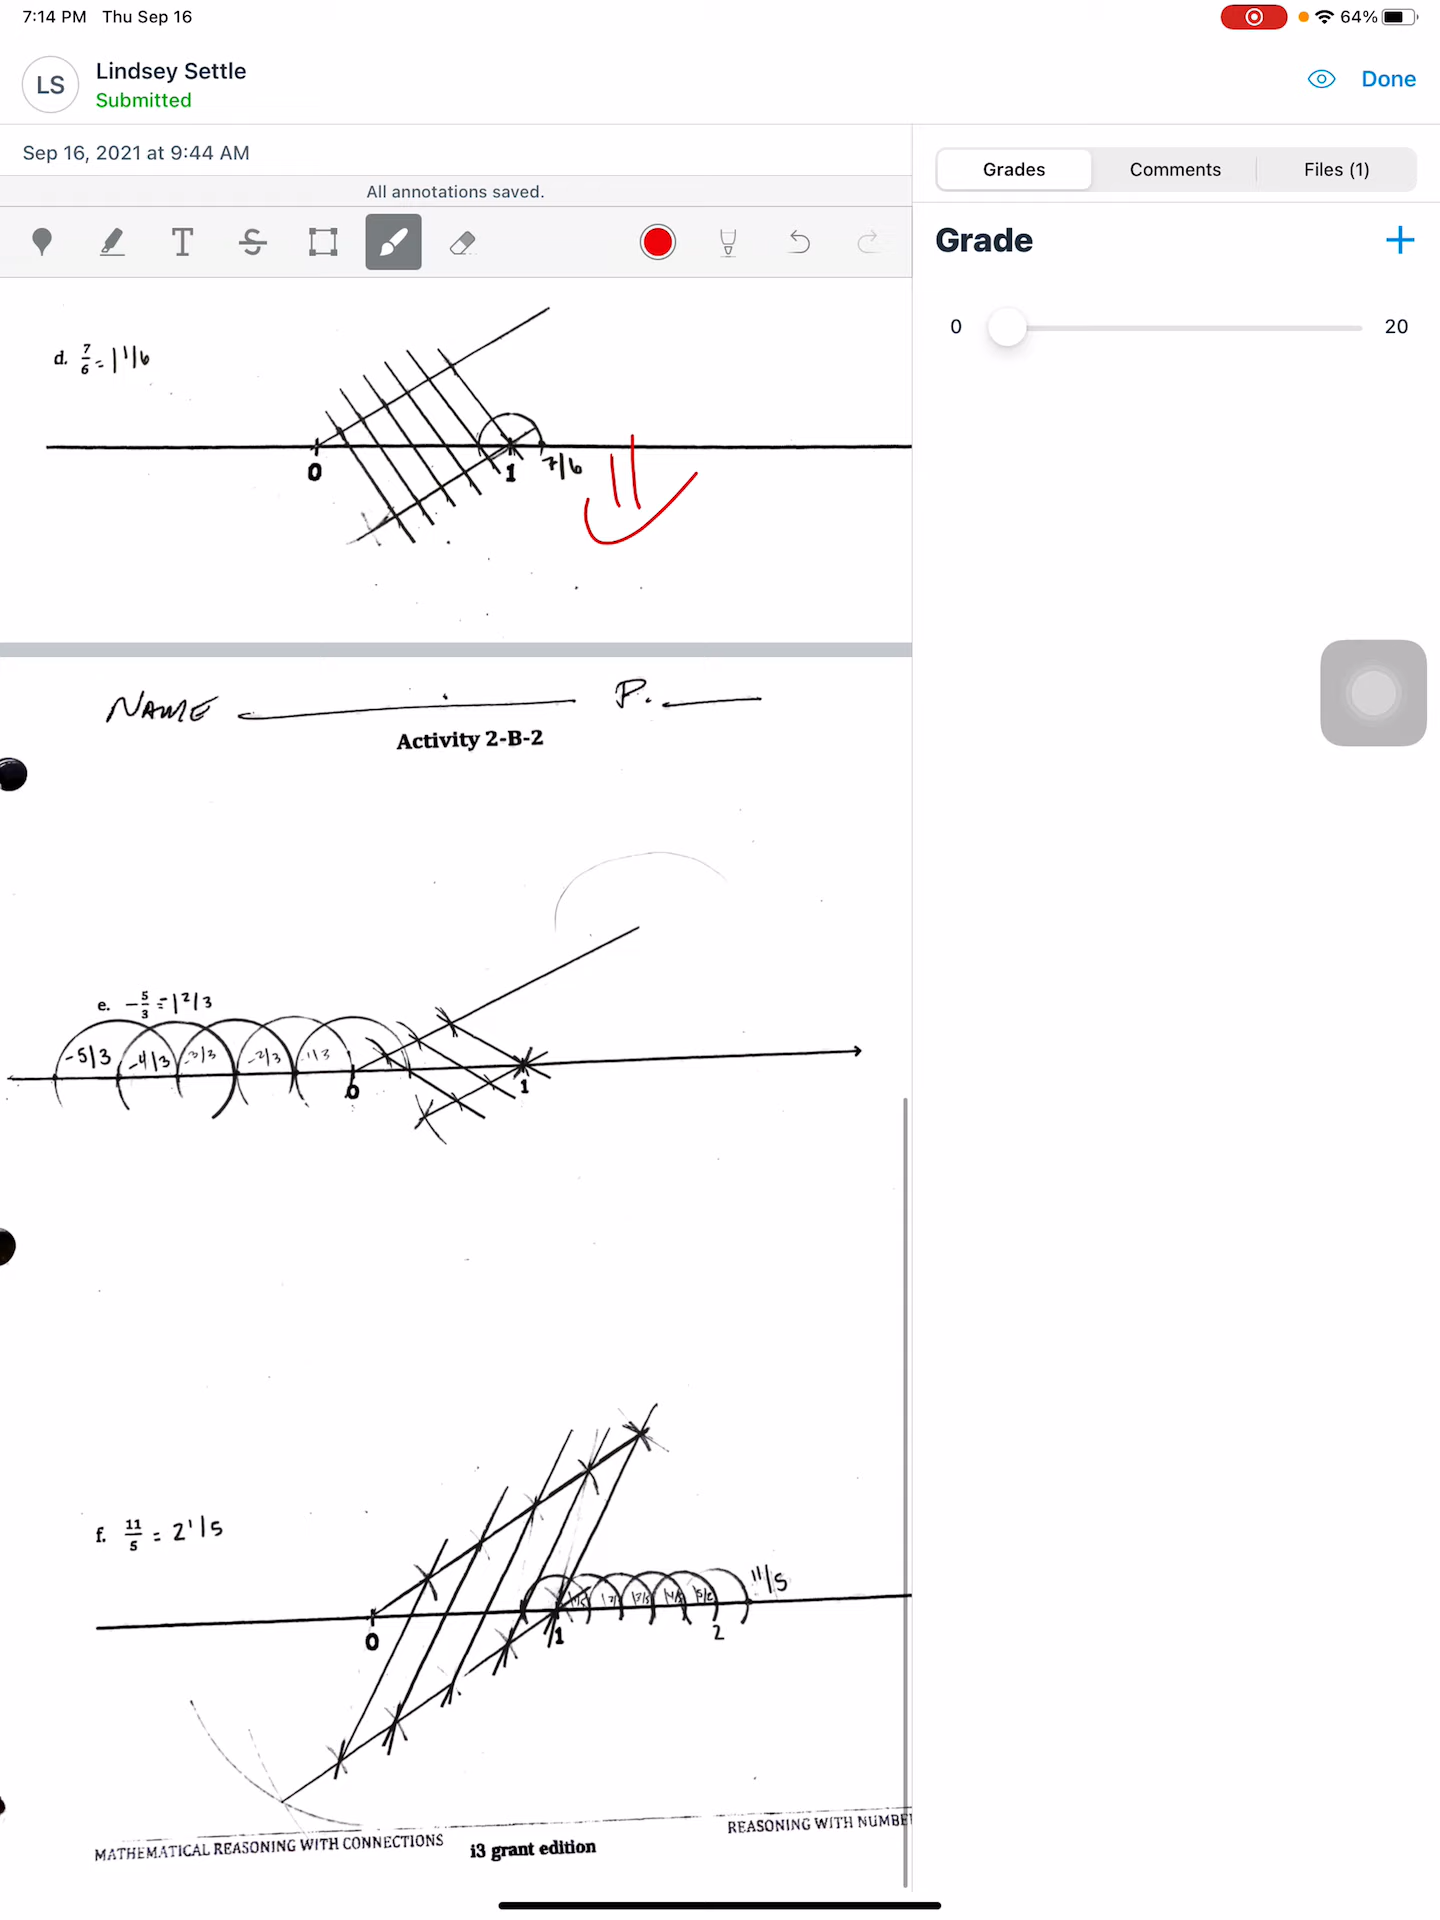 7:14 PM Thu Sep 16
64%
LS
Lindsey Settle
Submitted
Done
Sep 16, 2021 at 9:44 AM
Grades Comments Files (1)
All annotations saved.
T S
Grade
0 20
d. 7/6 = 1 1/6
0 1 7/6
NAME P.
Activity 2-B-2
e. -5/3 = -1 2/3
-5/3 -4/3 -3/3 -2/3 -1/3
0 1
f. 11/5 = 2 1/5
11/5
0 1 2
MATHEMATICAL REASONING WITH CONNECTIONS i3 grant edition REASONING WITH NUMBE